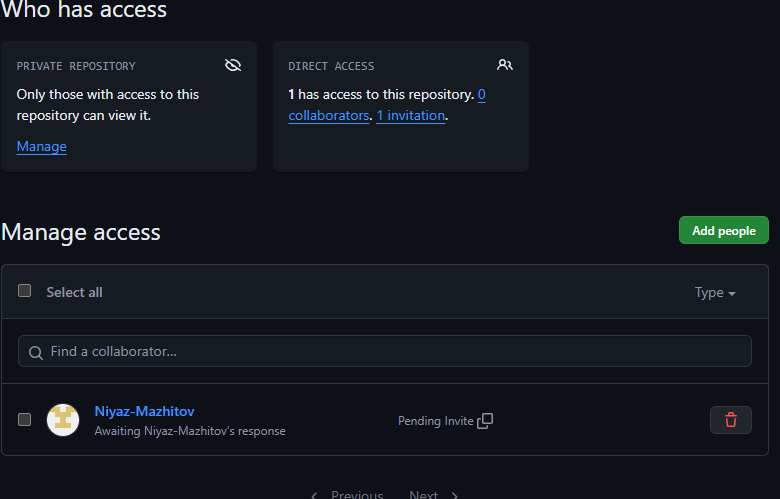 Who has access
PRIVATE REPOSITORY
Only those with access to this
repository can view it.
Manage
DIRECT ACCESS
1 has access to this repository. 0
collaborators. 1 invitation.
Manage access
Add people
Select all
Type
Find a collaborator...
Niyaz-Mazhitov
Awaiting Niyaz-Mazhitov's response
Pending Invite
Previous
Next